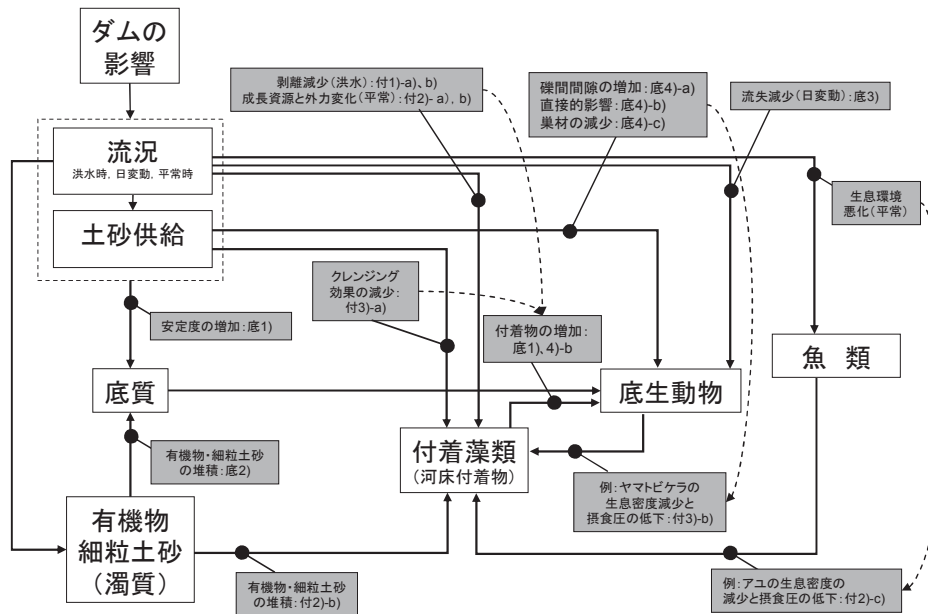 ダムの
影響
剥離減少(洪水):付1)-a)、b)
成長資源と外力変化(平常):付2)- a), b)
礫間間隙の増加:底4)-a)
直接的影響:底4)-b)
巣材の減少:底4)-c)
流失減少(日変動):底3)
流況
洪水時, 日変動, 平常時
生息環境
悪化(平常)
土砂供給
クレンジング
効果の減少:
付3)-a)
安定度の増加:底1)
付着物の増加:
底1)、4)-b
魚 類
底質
底生動物
付着藻類
(河床付着物)
有機物・細粒土砂
の堆積:底2)
例:ヤマトビケラの
生息密度減少と
摂食圧の低下:付3)-b)
有機物
細粒土砂
(濁質)
有機物・細粒土砂
の堆積:付2)-b)
例:アユの生息密度の
減少と摂食圧の低下:付2)-c)